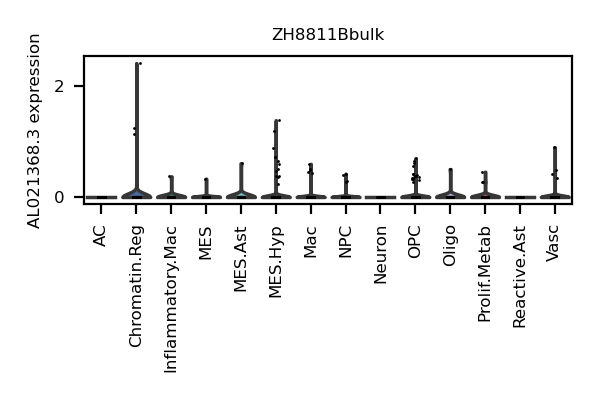 ZH8811Bbulk
AL021368.3 expression
2
0
AC
Chromatin.Reg
Inflammatory.Mac
MES
MES.Ast
MES.Hyp
Mac
NPC
Neuron
OPC
Oligo
Prolif.Metab
Reactive.Ast
Vasc